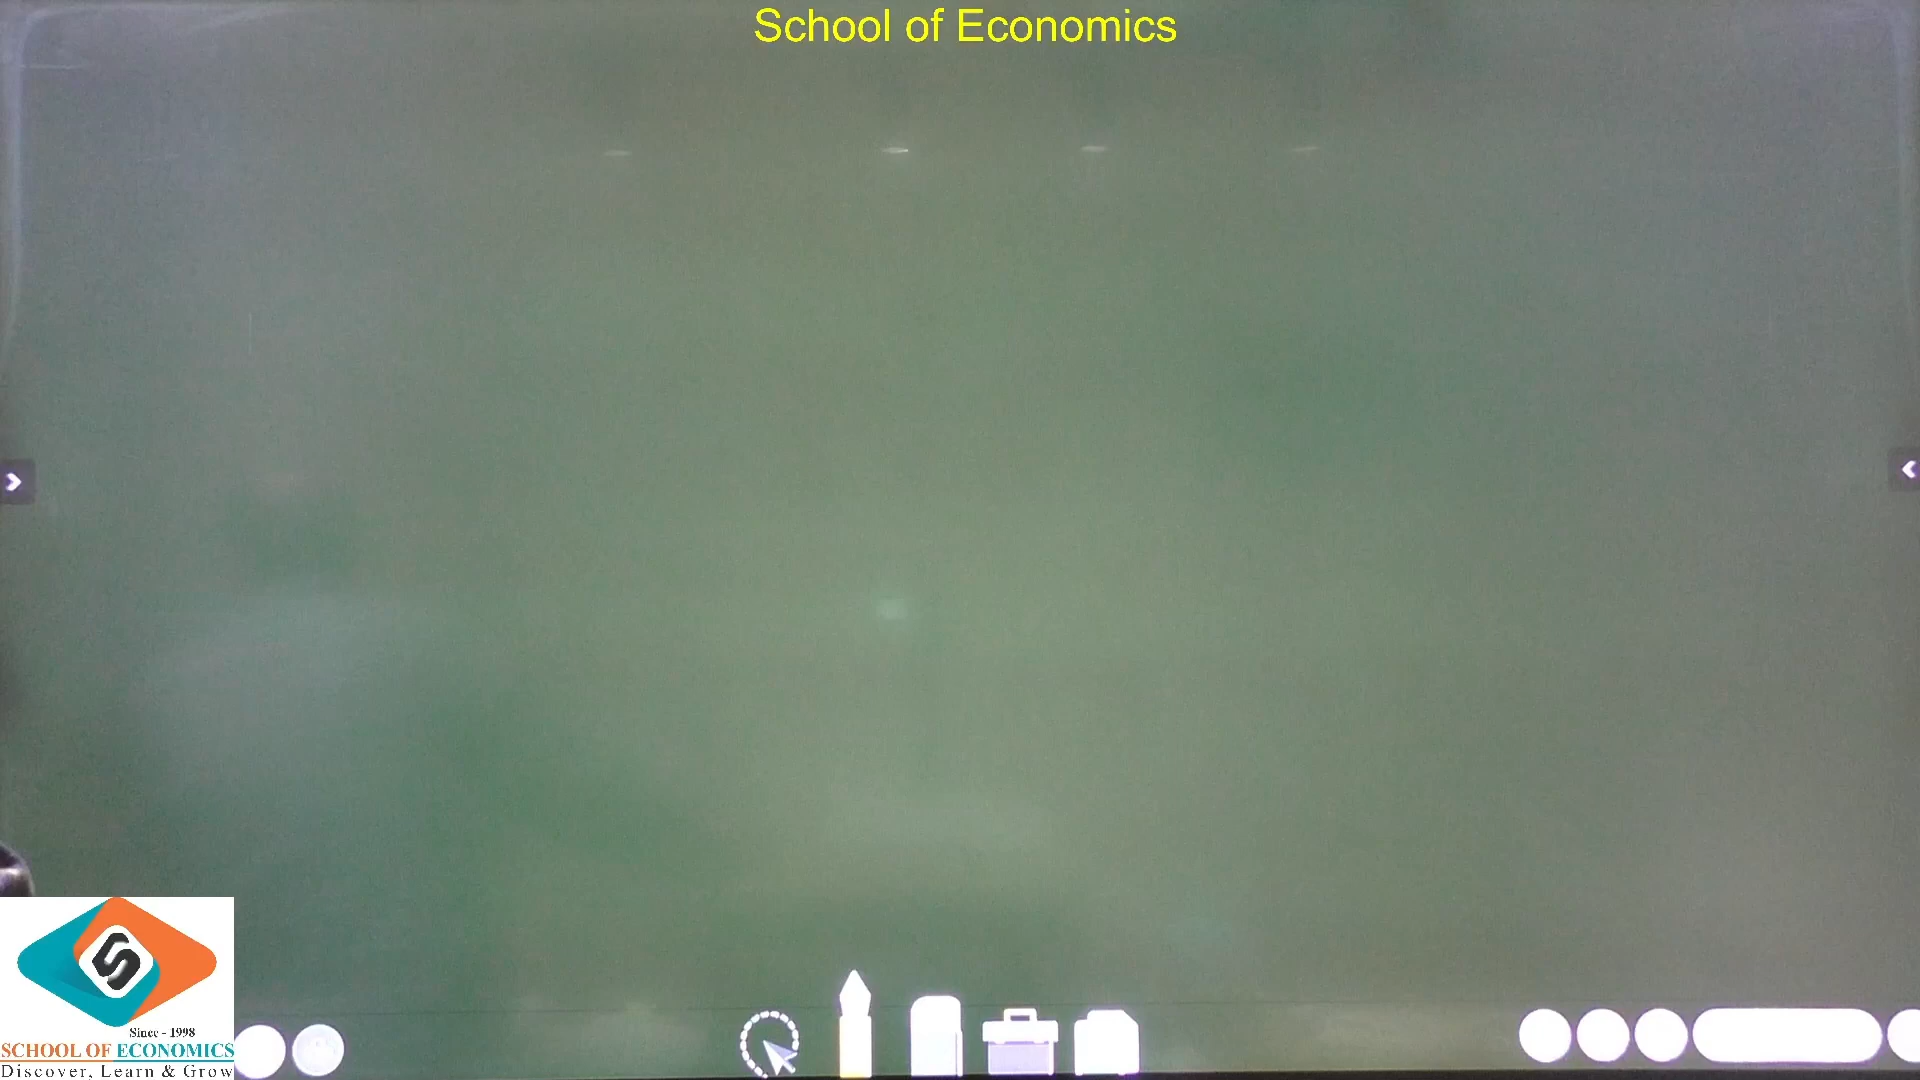 School of Economics
Since - 1998
SCHOOL OF ECONOMICS
Discover, Learn & Grow